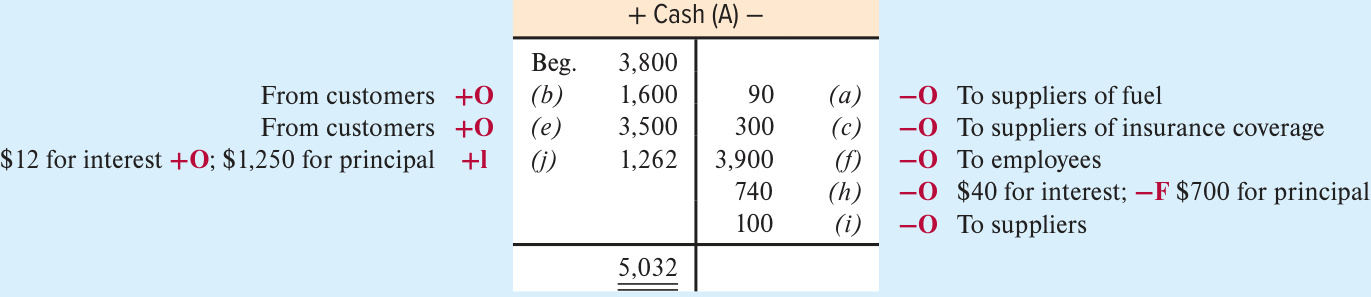 + Cash (A) −
Beg. 3,800
From customers +O (b) 1,600 90 (a) −O To suppliers of fuel
From customers +O (e) 3,500 300 (c) −O To suppliers of insurance coverage
$12 for interest +O; $1,250 for principal +I (j) 1,262 3,900 (f) −O To employees
740 (h) −O $40 for interest; −F $700 for principal
100 (i) −O To suppliers
5,032